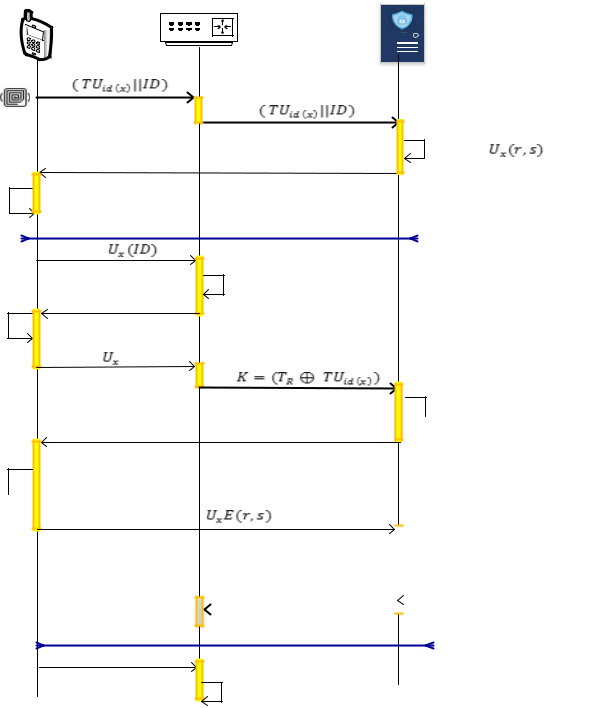 (TU_id(x)||ID)
(TU_id(x)||ID)
U_x(r,s)
U_x(ID)
U_x
K = (T_R ⊕ TU_id(x))
U_xE(r,s)